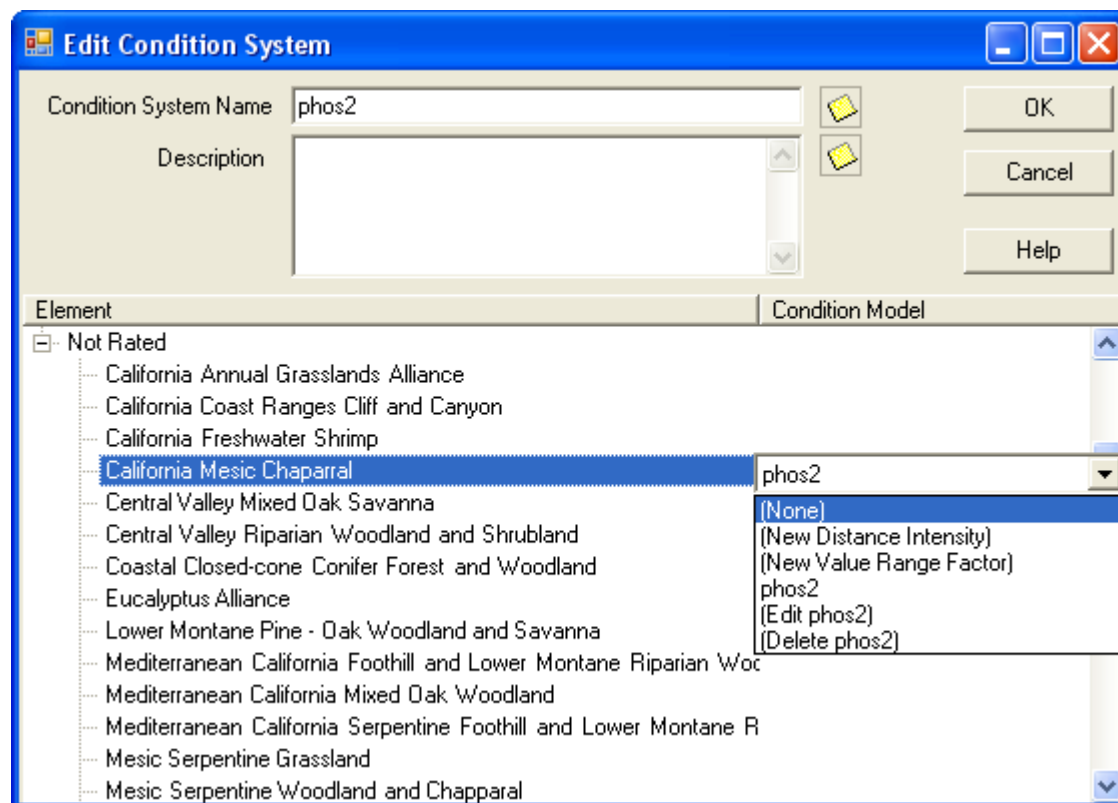 Edit Condition System
Condition System Name phos2
OK
Description
Cancel
Help
Element Condition Model
Not Rated
California Annual Grasslands Alliance
California Coast Ranges Cliff and Canyon
California Freshwater Shrimp
California Mesic Chaparral phos2
Central Valley Mixed Oak Savanna
(None)
Central Valley Riparian Woodland and Shrubland
(New Distance Intensity)
(New Value Range Factor)
Coastal Closed-cone Conifer Forest and Woodland
phos2
Eucalyptus Alliance
(Edit phos2)
Lower Montane Pine - Oak Woodland and Savanna
(Delete phos2)
Mediterranean California Foothill and Lower Montane Riparian Woo
Mediterranean California Mixed Oak Woodland
Mediterranean California Serpentine Foothill and Lower Montane R
Mesic Serpentine Grassland
Mesic Serpentine Woodland and Chapparal